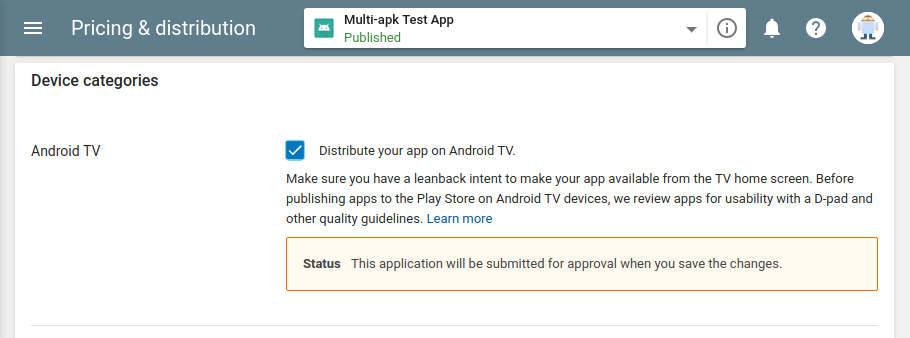 Pricing & distribution
Multi-apk Test App
Published
Device categories
Android TV
Distribute your app on Android TV.
Make sure you have a leanback intent to make your app available from the TV home screen. Before
publishing apps to the Play Store on Android TV devices, we review apps for usability with a D-pad and
other quality guidelines. Learn more
Status This application will be submitted for approval when you save the changes.